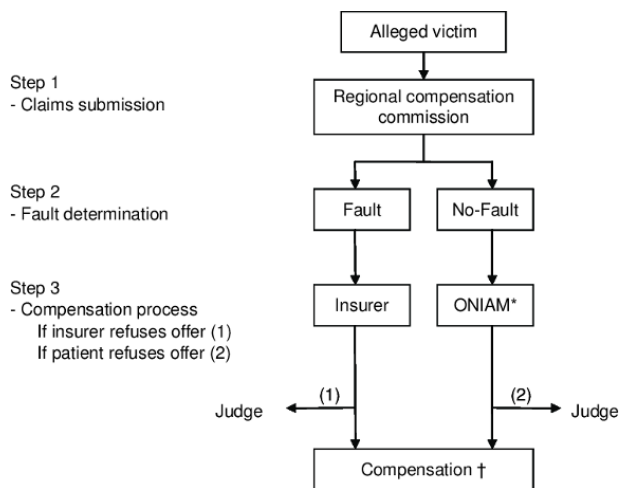 Alleged victim
Step 1
- Claims submission
Regional compensation
commission
Step 2
- Fault determination
Fault
No-Fault
Step 3
- Compensation process
If insurer refuses offer (1)
If patient refuses offer (2)
Insurer
ONIAM*
(1)
(2)
Judge
Judge
Compensation †